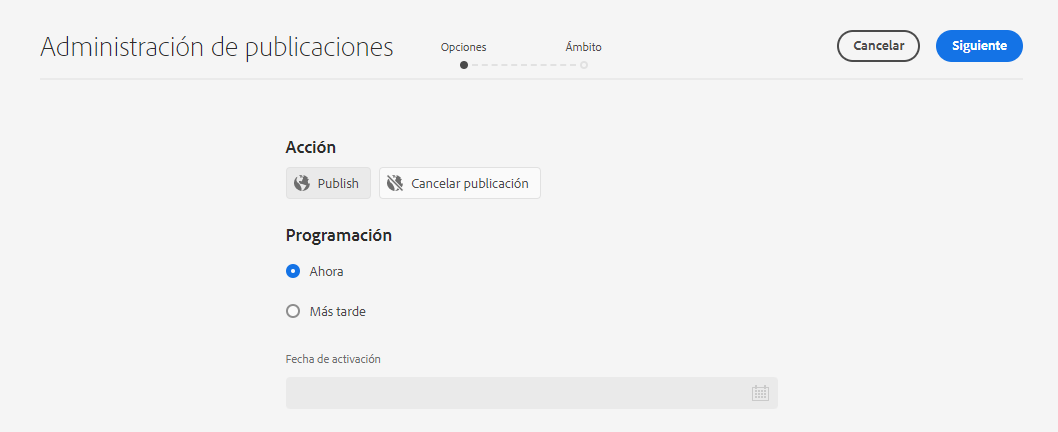 Administración de publicaciones
Opciones
Ámbito
Cancelar
Siguiente
Acción
Publish
Cancelar publicación
Programación
Ahora
Más tarde
Fecha de activación